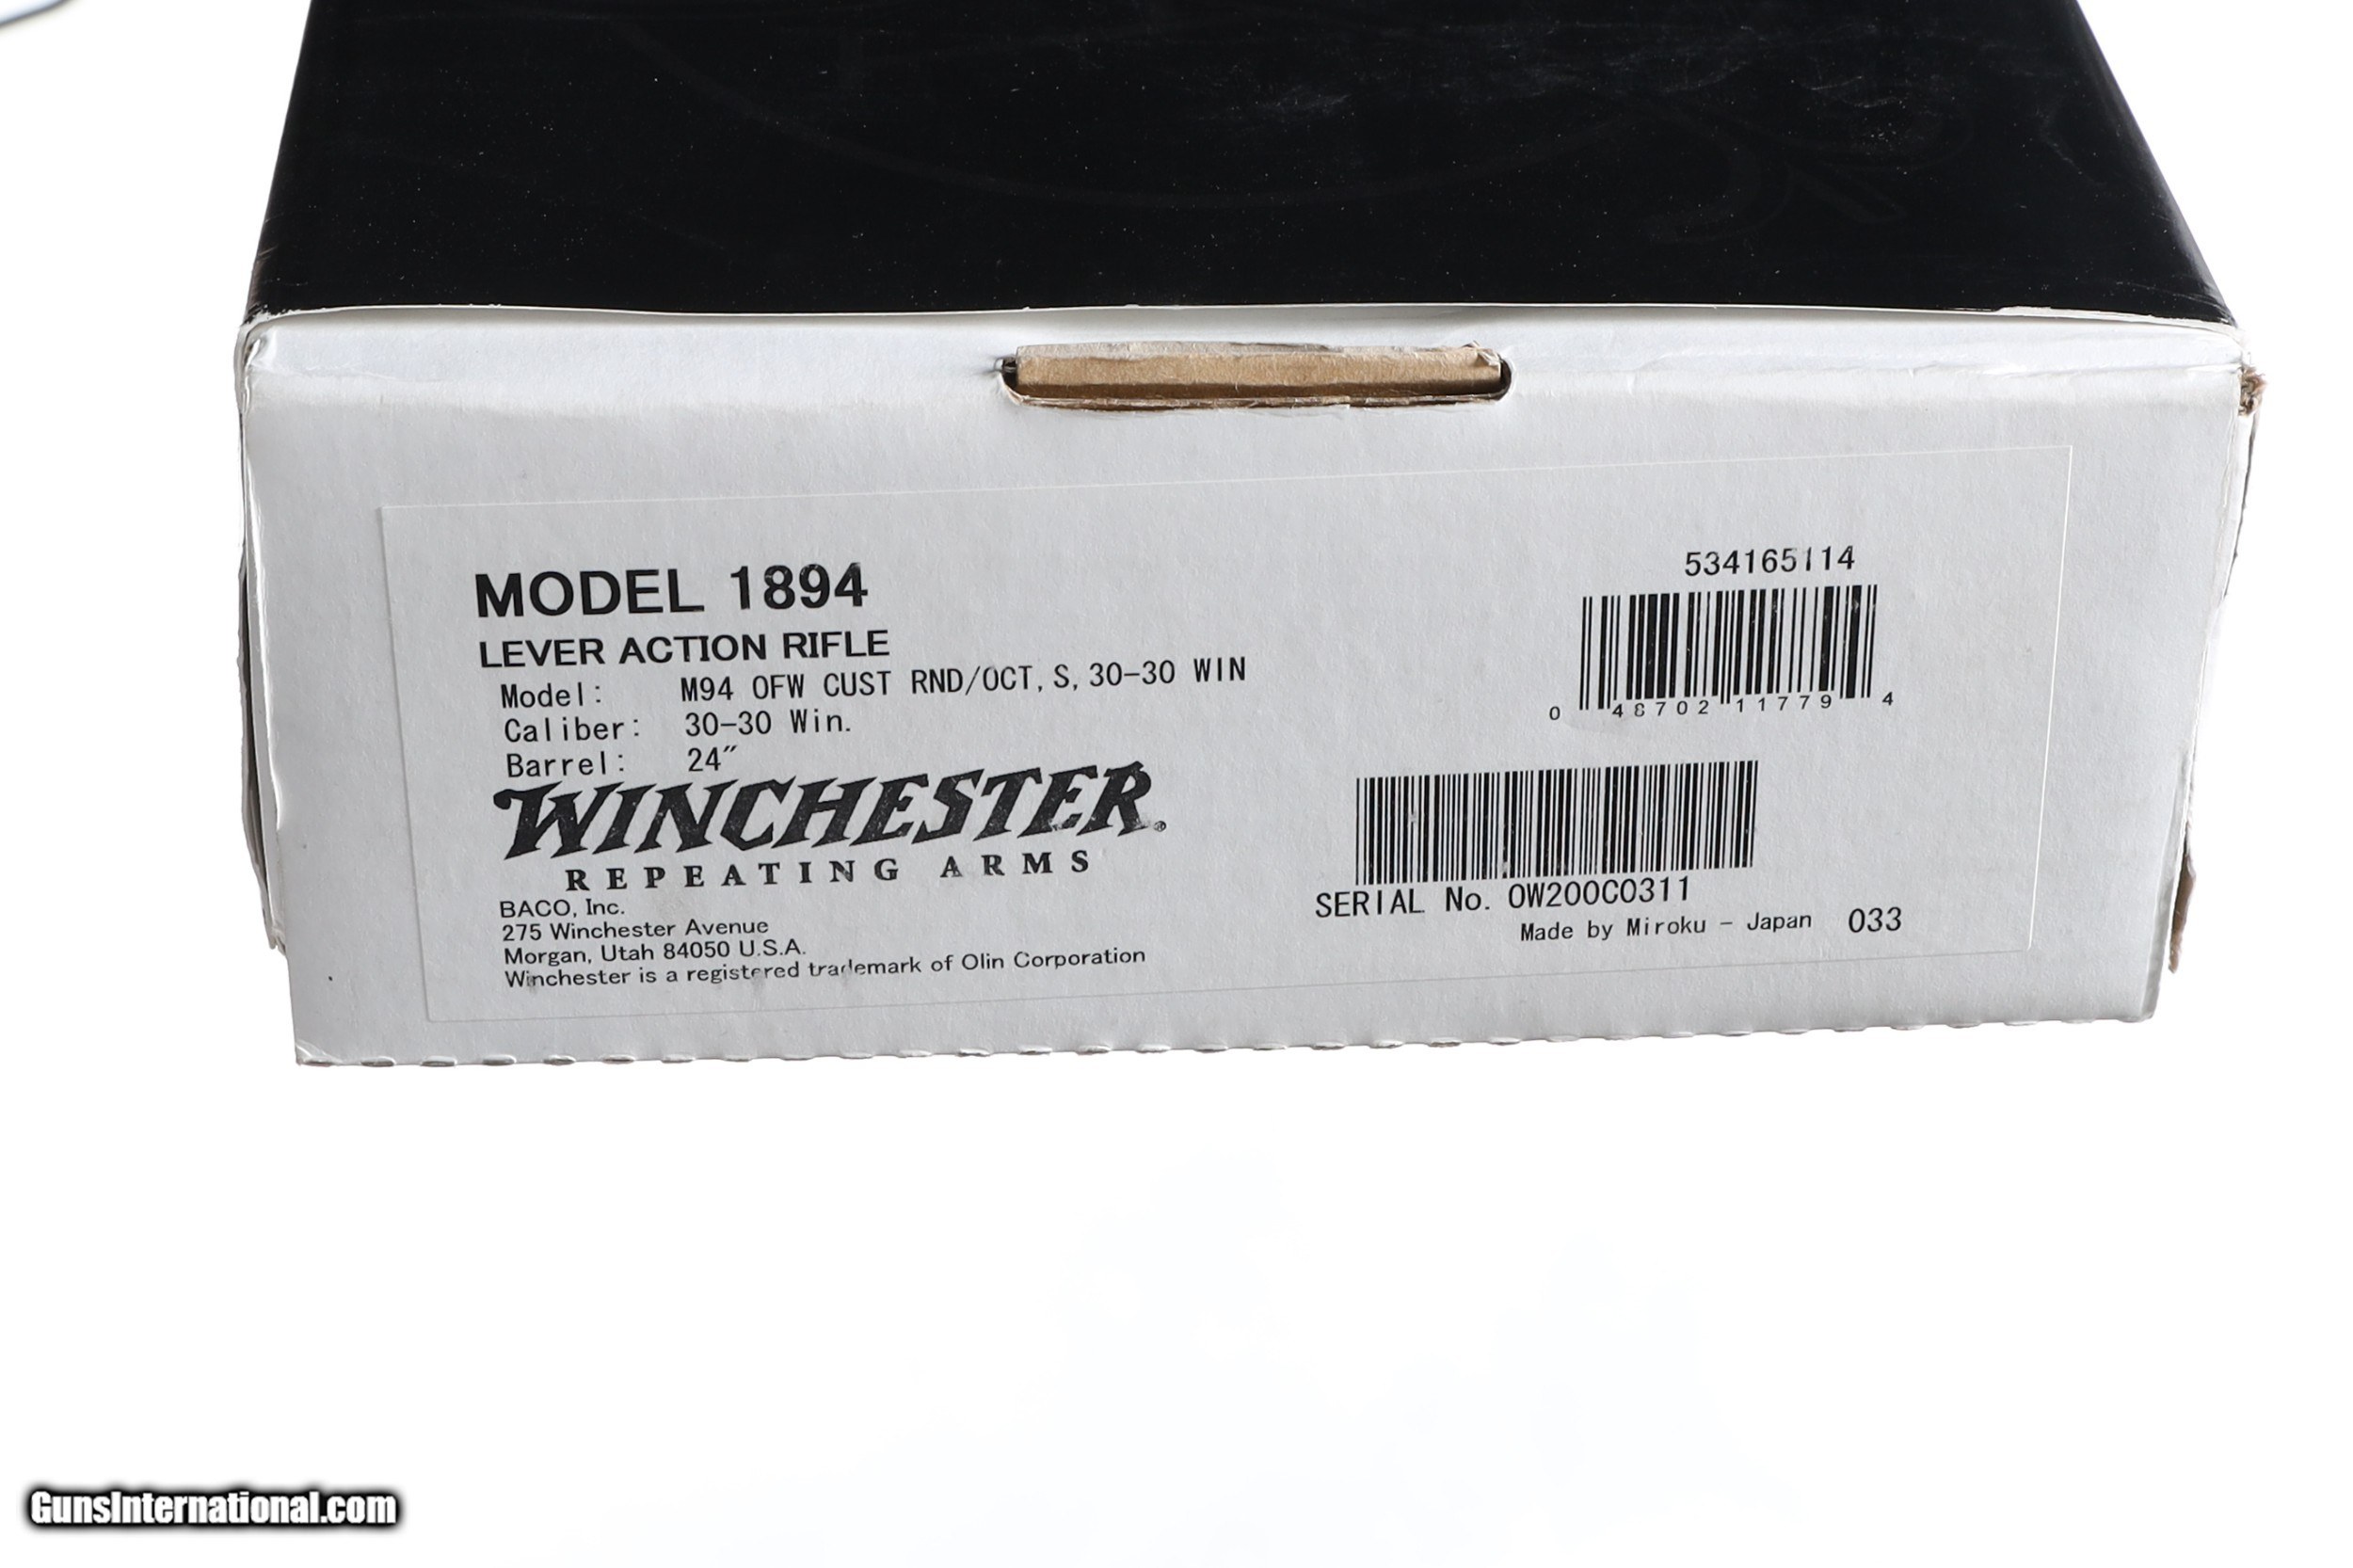 MODEL 1894
LEVER ACTION RIFLE
Model: M94 OFW CUST RND/OCT, S, 30-30 WIN
Caliber: 30-30 Win.
Barrel: 24″
WINCHESTER®
REPEATING ARMS
BACO, Inc.
275 Winchester Avenue
Morgan, Utah 84050 U.S.A.
Winchester is a registered trademark of Olin Corporation
534165114
0 48702 11779 4
SERIAL No. OW200C0311
Made by Miroku - Japan 033
GunsInternational.com